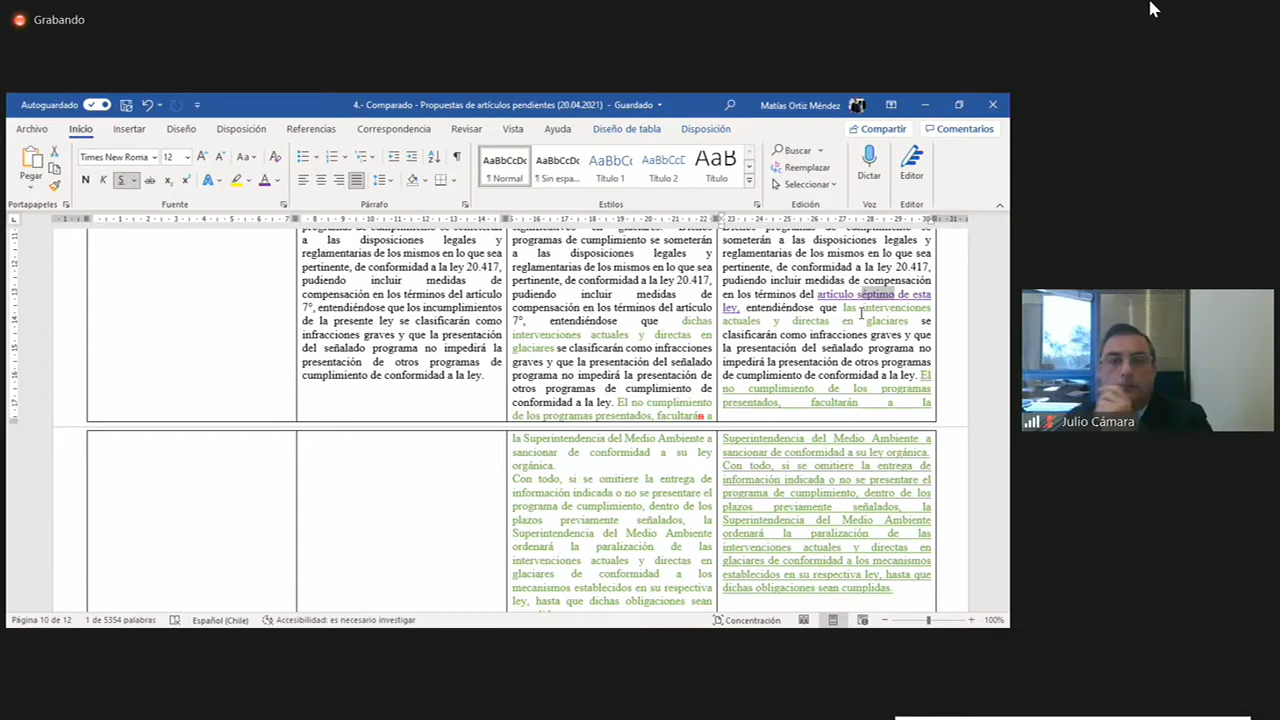 Grabando
Autoguardado
4.- Comparado - Propuestas de artículos pendientes (20.04.2021) - Guardado
Matías Ortiz Méndez
Archivo Inicio Insertar Diseño Disposición Referencias Correspondencia Revisar Vista Ayuda Diseño de tabla Disposición Compartir Comentarios
Times New Roma 12
Pegar
N K S ab x₂ x²
AaBbCcDc AaBbCcDc AaBbCc AaBbCcE AaB
¶ Normal ¶ Sin espa... Título 1 Título 2 Título
Buscar
Reemplazar
Seleccionar
Dictar
Editor
Portapapeles Fuente Párrafo Estilos Edición Voz Editor
programas de cumplimiento se someterán
a las disposiciones legales y
reglamentarias de los mismos en lo que sea
pertinente, de conformidad a la ley 20.417,
pudiendo incluir medidas de
compensación en los términos del artículo
7°, entendiéndose que los incumplimientos
de la presente ley se clasificarán como
infracciones graves y que la presentación
del señalado programa no impedirá la
presentación de otros programas de
cumplimiento de conformidad a la ley.
significativos en glaciares. Dichos
programas de cumplimiento se someterán
a las disposiciones legales y
reglamentarias de los mismos en lo que sea
pertinente, de conformidad a la ley 20.417,
pudiendo incluir medidas de
compensación en los términos del artículo
7°, entendiéndose que dichas
intervenciones actuales y directas en
glaciares se clasificarán como infracciones
graves y que la presentación del señalado
programa no impedirá la presentación de
otros programas de cumplimiento de
conformidad a la ley. El no cumplimiento
de los programas presentados, facultarán a
Dichos programas de cumplimiento se
someterán a las disposiciones legales y
reglamentarias de los mismos en lo que sea
pertinente, de conformidad a la ley 20.417,
pudiendo incluir medidas de compensación
en los términos del artículo séptimo de esta
ley, entendiéndose que las intervenciones
actuales y directas en glaciares se
clasificarán como infracciones graves y que
la presentación del señalado programa no
impedirá la presentación de otros programas
de cumplimiento de conformidad a la ley. El
no cumplimiento de los programas
presentados, facultarán a la
la Superintendencia del Medio Ambiente a
sancionar de conformidad a su ley
orgánica.
Con todo, si se omitiere la entrega de
información indicada o no se presentare el
programa de cumplimiento, dentro de los
plazos previamente señalados, la
Superintendencia del Medio Ambiente
ordenará la paralización de las
intervenciones actuales y directas en
glaciares de conformidad a los
mecanismos establecidos en su respectiva
ley, hasta que dichas obligaciones sean
Superintendencia del Medio Ambiente a
sancionar de conformidad a su ley orgánica.
Con todo, si se omitiere la entrega de
información indicada o no se presentare el
programa de cumplimiento, dentro de los
plazos previamente señalados, la
Superintendencia del Medio Ambiente
ordenará la paralización de las
intervenciones actuales y directas en
glaciares de conformidad a los mecanismos
establecidos en su respectiva ley, hasta que
dichas obligaciones sean cumplidas.
Julio Cámara
Página 10 de 12 1 de 5354 palabras Español (Chile) Accesibilidad: es necesario investigar Concentración 100%